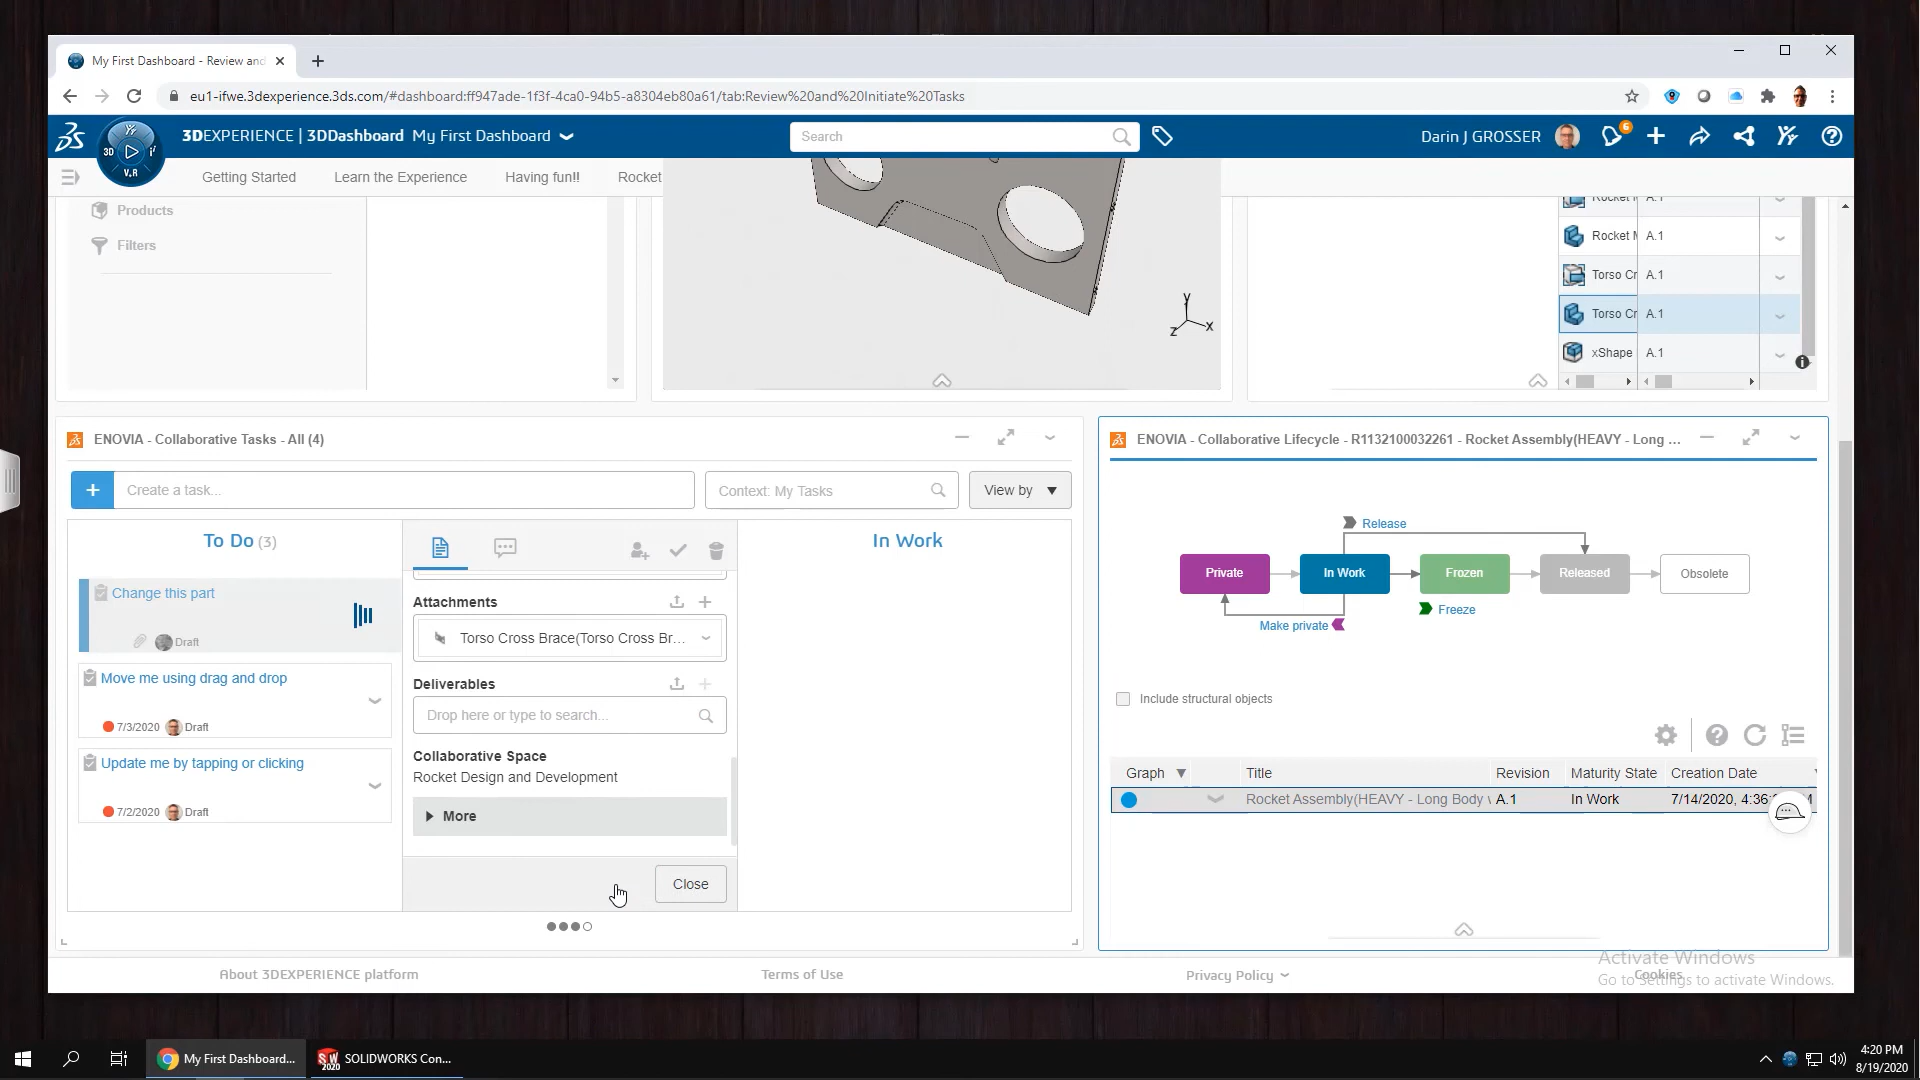 My First Dashboard - Review and
eu1-ifwe.3dexperience.3ds.com/#dashboard:ff947ade-1f3f-4ca0-94b5-a8304eb80a61/tab:Review%20and%20Initiate%20Tasks
3D V.R
3DEXPERIENCE | 3DDashboard My First Dashboard
Search
Darin J GROSSER
6
Getting Started
Learn the Experience
Having fun!!
Rocket
Products
Filters
Y
Z
X
A.1
Rocket M A.1
Torso Cr A.1
Torso Cr A.1
xShape A.1
ENOVIA - Collaborative Tasks - All (4)
Create a task...
Context: My Tasks
View by
To Do (3)
Change this part
Draft
Move me using drag and drop
7/3/2020 Draft
Update me by tapping or clicking
7/2/2020 Draft
Attachments
Torso Cross Brace(Torso Cross Br...
Deliverables
Drop here or type to search...
Collaborative Space
Rocket Design and Development
More
Close
In Work
ENOVIA - Collaborative Lifecycle - R1132100032261 - Rocket Assembly(HEAVY - Long ...
Release
Private
In Work
Frozen
Released
Obsolete
Make private
Freeze
Include structural objects
Graph Title Revision Maturity State Creation Date
Rocket Assembly(HEAVY - Long Body A.1 In Work 7/14/2020, 4:36:
Activate Windows
Go to Settings to activate Windows.
About 3DEXPERIENCE platform
Terms of Use
Privacy Policy
Cookies
My First Dashboard...
SOLIDWORKS Con...
4:20 PM
8/19/2020